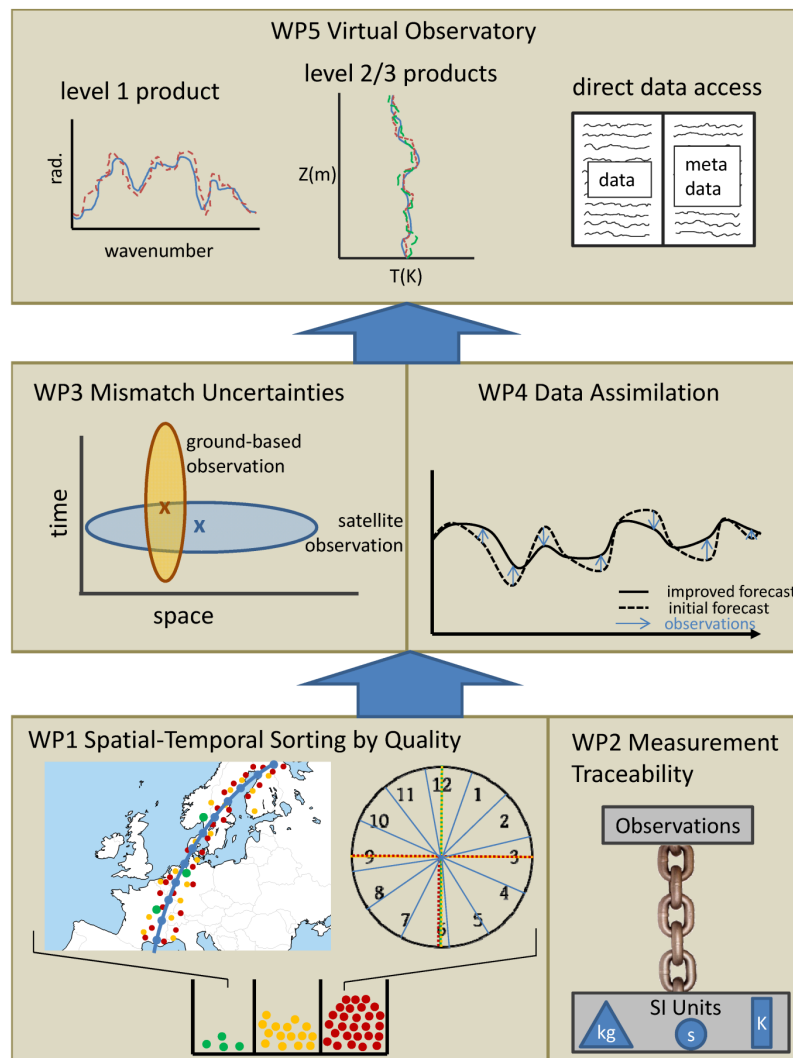 WP5 Virtual Observatory
level 1 product
rad.
wavenumber
level 2/3 products
Z(m)
T(K)
direct data access
data
meta
data
WP3 Mismatch Uncertainties
ground-based
observation
x
x
satellite
observation
time
space
WP4 Data Assimilation
improved forecast
initial forecast
observations
WP1 Spatial-Temporal Sorting by Quality
12
1
2
3
4
5
6
7
8
9
10
11
WP2 Measurement
Traceability
Observations
SI Units
kg
s
K